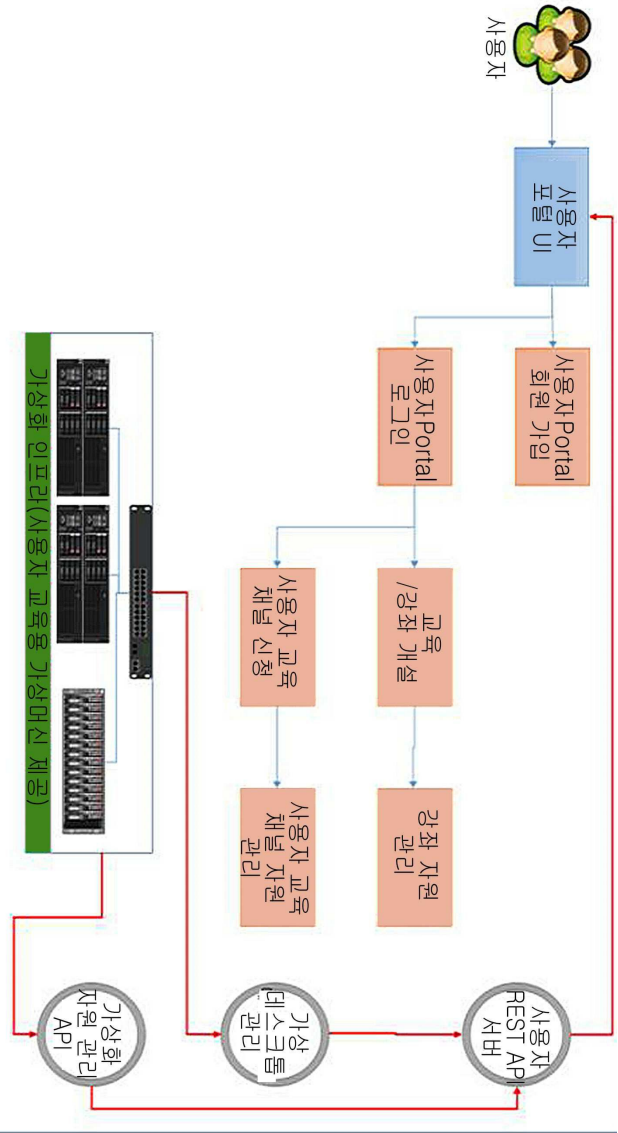 사용자
사용자
포털 UI
사용자Portal
회원 가입
사용자Portal
로그인
교육
/강좌 개설
사용자 교육
채널 신청
강좌 자원
관리
사용자 교육
채널 자원
관리
사용자
REST API
서버
가상
데스크톱
관리
가상화
자원 관리
API
가상화 인프라(사용자 교육용 가상머신 제공)